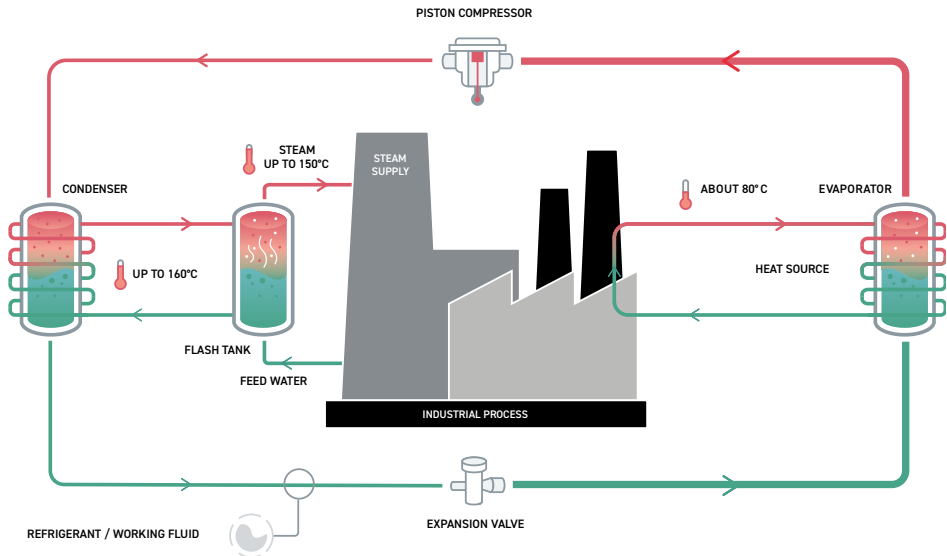 PISTON COMPRESSOR
STEAM
UP TO 150°C
STEAM
SUPPLY
CONDENSER
ABOUT 80°C
EVAPORATOR
UP TO 160°C
HEAT SOURCE
FLASH TANK
FEED WATER
INDUSTRIAL PROCESS
EXPANSION VALVE
REFRIGERANT / WORKING FLUID